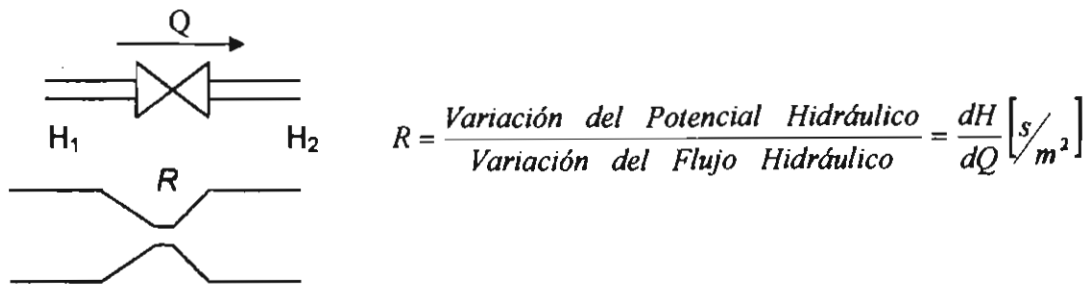 Q
H₁ H₂
R
R = Variación del Potencial Hidráulico / Variación del Flujo Hidráulico = dH / dQ [s/m²]